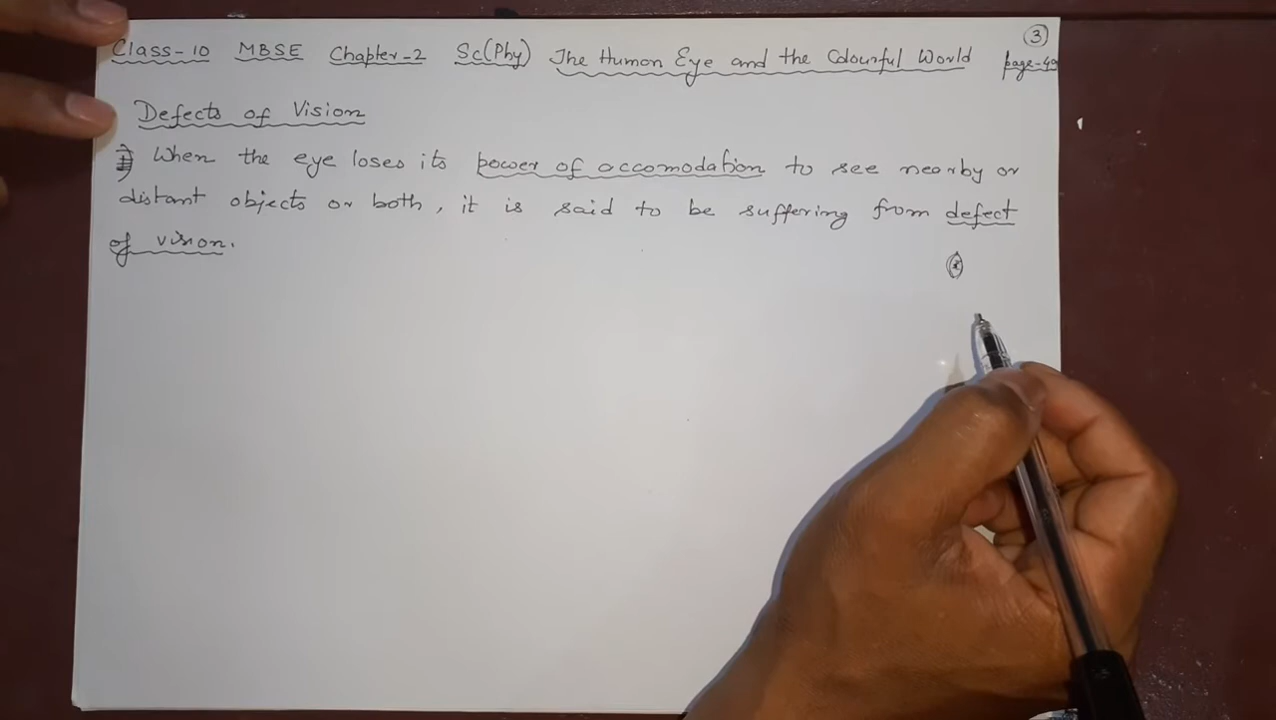 ③
Class-10 MBSE Chapter-2 Sc(Phy) The Human Eye and the Colourful World page-49
Defects of Vision
When the eye loses its power of accomodation to see nearby or
distant objects or both, it is said to be suffering from defect
of vision.